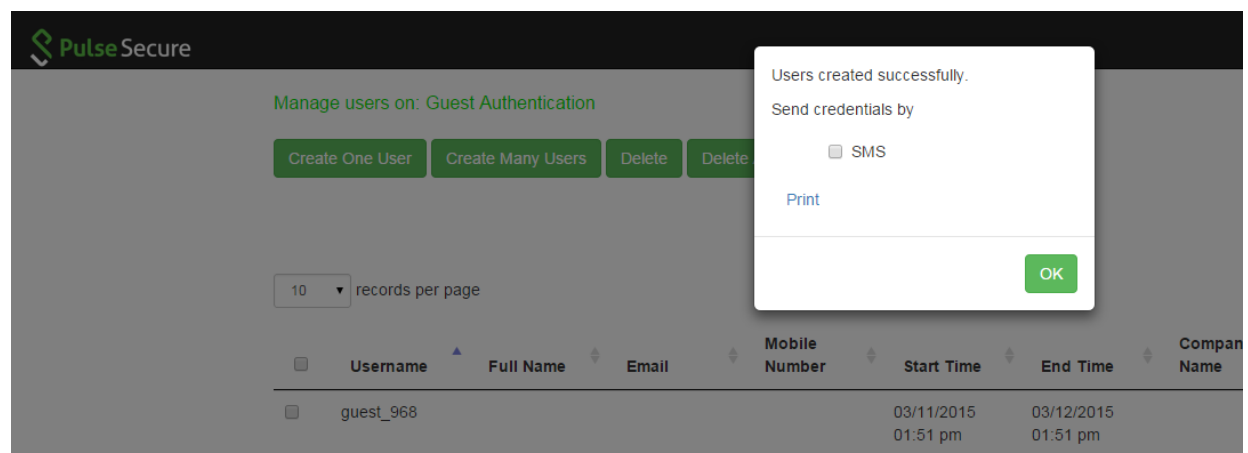 Pulse Secure
Users created successfully.
Manage users on: Guest Authentication
Send credentials by
Create One User Create Many Users Delete Delete
SMS
Print
OK
10 records per page
Username Full Name Email Mobile Number Start Time End Time Compan Name
guest_968 03/11/2015 03/12/2015
01:51 pm 01:51 pm